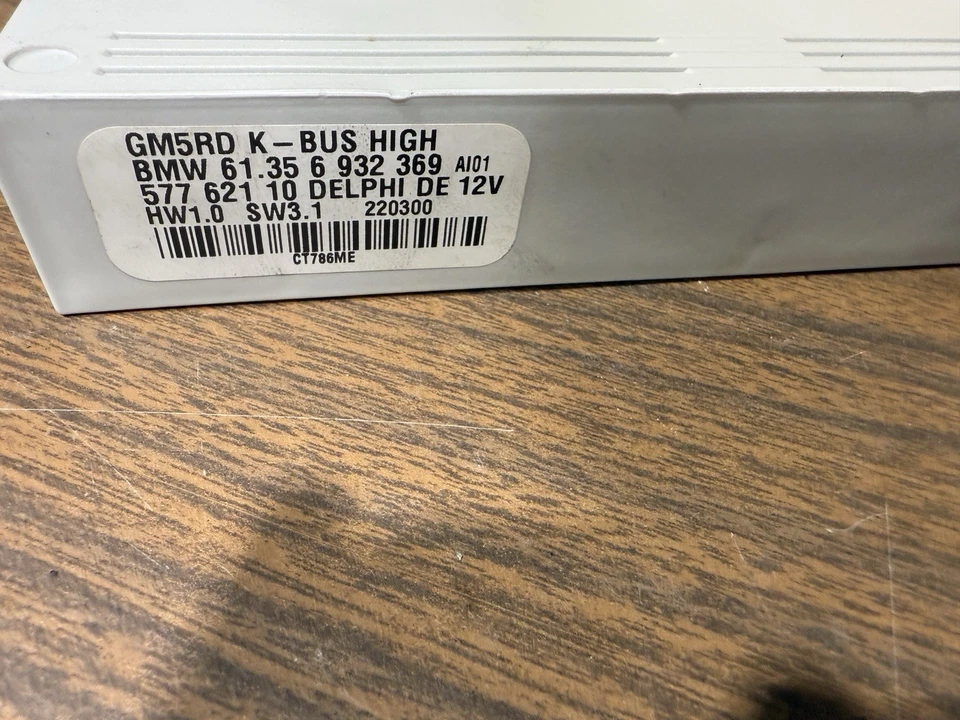 GM5RD K-BUS HIGH
BMW 61.35 6 932 369 AI01
577 621 10 DELPHI DE 12V
HW1.0 SW3.1 220300
CT786ME